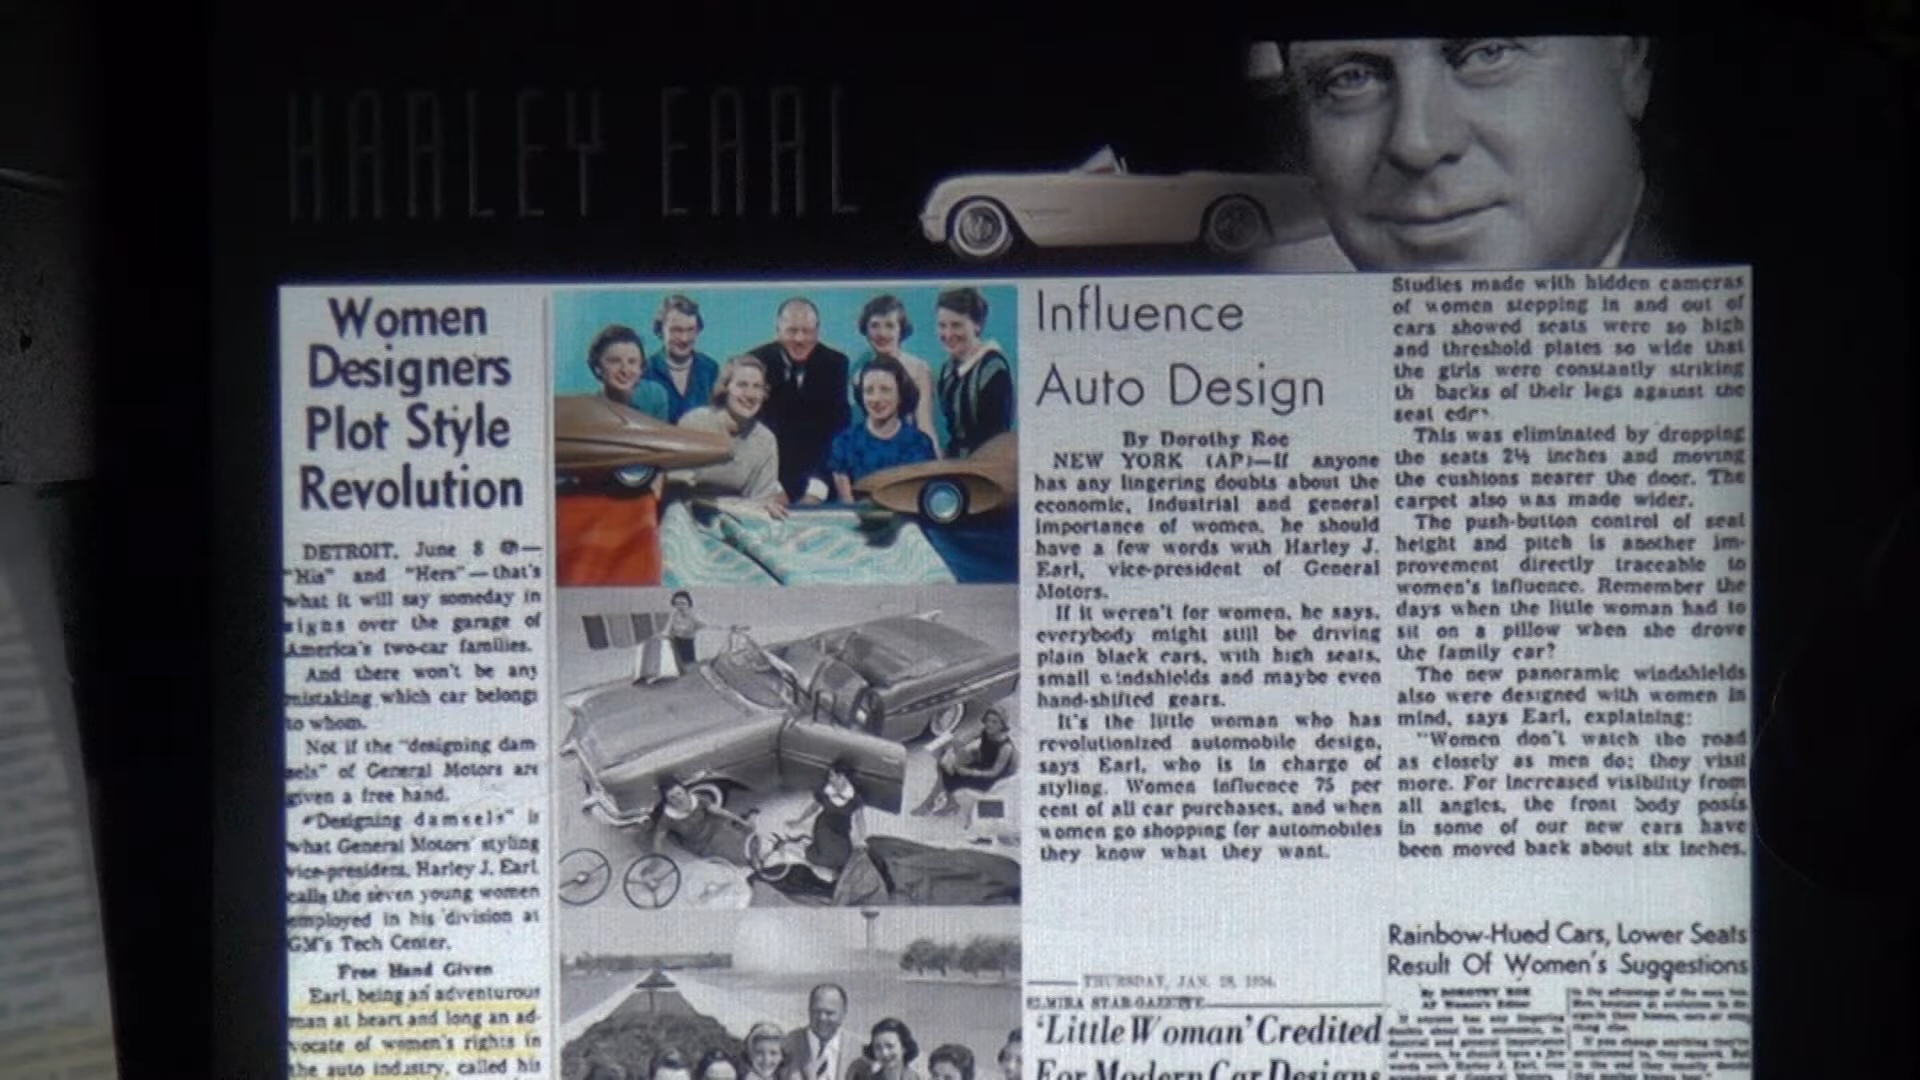 HARLEY EARL
Women
Designers
Plot Style
Revolution
DETROIT, June 8
"His" and "Hers"—that's
what it will say someday in
signs over the garage of
America's two-car families.
And there won't be any
mistaking which car belongs
to whom.
Not if the "designing dam
sels" of General Motors are
given a free hand.
"Designing damsels" is
what General Motors' styling
vice-president, Harley J. Earl
calls the seven young women
employed in his division at
GM's Tech Center.
Free Hand Given
Earl, being an adventurous
man at heart and long an ad-
vocate of women's rights in
the auto industry, called his
Influence
Auto Design
By Dorothy Roe
NEW YORK (AP)—If anyone
has any lingering doubts about the
economic, industrial and general
importance of women, he should
have a few words with Harley J.
Earl, vice-president of General
Motors.
If it weren't for women, he says,
everybody might still be driving
plain black cars, with high seats,
small windshields and maybe even
hand-shifted gears.
It's the little woman who has
revolutionized automobile design,
says Earl, who is in charge of
styling. Women influence 75 per
cent of all car purchases, and when
women go shopping for automobiles
they know what they want.
THURSDAY, JAN. 28, 1954.
ELMIRA STAR-GAZETTE
'Little Woman' Credited
For Modern Car Designs
Studies made with hidden cameras
of women stepping in and out of
cars showed seats were so high
and threshold plates so wide that
the girls were constantly striking
th backs of their legs against the
seat
This was eliminated by dropping
the seats 2½ inches and moving
the cushions nearer the door. The
carpet also was made wider.
The push-button control of seat
height and pitch is another im-
provement directly traceable to
women's influence. Remember the
days when the little woman had to
sit on a pillow when she drove
the family car?
The new panoramic windshields
also were designed with women in
mind, says Earl, explaining:
"Women don't watch the road
as closely as men do; they visit
more. For increased visibility from
all angles, the front body posts
in some of our new cars have
been moved back about six inches.
Rainbow-Hued Cars, Lower Seats
Result Of Women's Suggestions
By DOROTHY ROE
AP Women's Editor